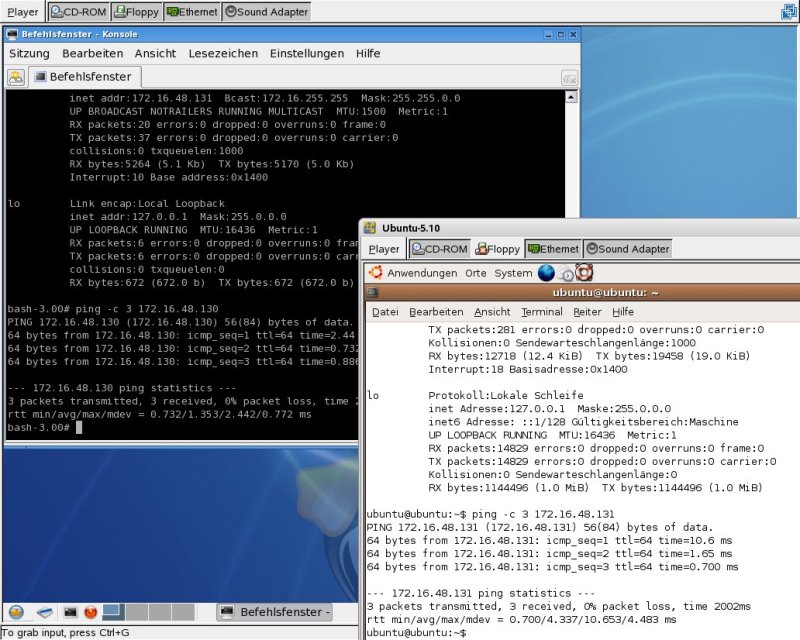 Player CD-ROM Floppy Ethernet Sound Adapter
Befehlsfenster - Konsole
Sitzung Bearbeiten Ansicht Lesezeichen Einstellungen Hilfe
Befehlsfenster
inet addr:172.16.48.131 Bcast:172.16.255.255 Mask:255.255.0.0
UP BROADCAST NOTRAILERS RUNNING MULTICAST MTU:1500 Metric:1
RX packets:20 errors:0 dropped:0 overruns:0 frame:0
TX packets:37 errors:0 dropped:0 overruns:0 carrier:0
collisions:0 txqueuelen:1000
RX bytes:5264 (5.1 Kb) TX bytes:5170 (5.0 Kb)
Interrupt:10 Base address:0x1400
lo Link encap:Local Loopback
inet addr:127.0.0.1 Mask:255.0.0.0
UP LOOPBACK RUNNING MTU:16436 Metric:1
RX packets:6 errors:0 dropped:0 overruns:0 fra
TX packets:6 errors:0 dropped:0 overruns:0 car
collisions:0 txqueuelen:0
RX bytes:672 (672.0 b) TX bytes:672 (672.0 b)
bash-3.00# ping -c 3 172.16.48.130
PING 172.16.48.130 (172.16.48.130) 56(84) bytes of data.
64 bytes from 172.16.48.130: icmp_seq=1 ttl=64 time=2.44
64 bytes from 172.16.48.130: icmp_seq=2 ttl=64 time=0.732
64 bytes from 172.16.48.130: icmp_seq=3 ttl=64 time=0.886
--- 172.16.48.130 ping statistics ---
3 packets transmitted, 3 received, 0% packet loss, time 2
rtt min/avg/max/mdev = 0.732/1.353/2.442/0.772 ms
bash-3.00#
Befehlsfenster -
To grab input, press Ctrl+G
Ubuntu-5.10
Player CD-ROM Floppy Ethernet Sound Adapter
Anwendungen Orte System
ubuntu@ubuntu: ~
Datei Bearbeiten Ansicht Terminal Reiter Hilfe
TX packets:281 errors:0 dropped:0 overruns:0 carrier:0
Kollisionen:0 Sendewarteschlangenlänge:1000
RX bytes:12718 (12.4 KiB) TX bytes:19458 (19.0 KiB)
Interrupt:18 Basisadresse:0x1400
lo Protokoll:Lokale Schleife
inet Adresse:127.0.0.1 Maske:255.0.0.0
inet6 Adresse: ::1/128 Gültigkeitsbereich:Maschine
UP LOOPBACK RUNNING MTU:16436 Metric:1
RX packets:14829 errors:0 dropped:0 overruns:0 frame:0
TX packets:14829 errors:0 dropped:0 overruns:0 carrier:0
Kollisionen:0 Sendewarteschlangenlänge:0
RX bytes:1144496 (1.0 MiB) TX bytes:1144496 (1.0 MiB)
ubuntu@ubuntu:~$ ping -c 3 172.16.48.131
PING 172.16.48.131 (172.16.48.131) 56(84) bytes of data.
64 bytes from 172.16.48.131: icmp_seq=1 ttl=64 time=10.6 ms
64 bytes from 172.16.48.131: icmp_seq=2 ttl=64 time=1.65 ms
64 bytes from 172.16.48.131: icmp_seq=3 ttl=64 time=0.700 ms
--- 172.16.48.131 ping statistics ---
3 packets transmitted, 3 received, 0% packet loss, time 2002ms
rtt min/avg/max/mdev = 0.700/4.337/10.653/4.483 ms
ubuntu@ubuntu:~$